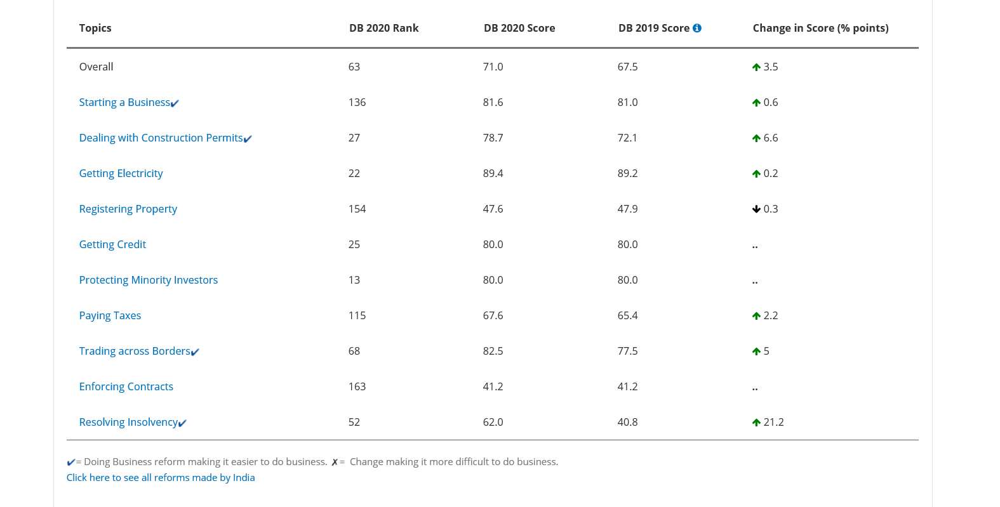 Topics DB 2020 Rank DB 2020 Score DB 2019 Score Change in Score (% points)
Overall 63 71.0 67.5 3.5
Starting a Business✔ 136 81.6 81.0 0.6
Dealing with Construction Permits✔ 27 78.7 72.1 6.6
Getting Electricity 22 89.4 89.2 0.2
Registering Property 154 47.6 47.9 0.3
Getting Credit 25 80.0 80.0 ..
Protecting Minority Investors 13 80.0 80.0 ..
Paying Taxes 115 67.6 65.4 2.2
Trading across Borders✔ 68 82.5 77.5 5
Enforcing Contracts 163 41.2 41.2 ..
Resolving Insolvency✔ 52 62.0 40.8 21.2
✔= Doing Business reform making it easier to do business. ✗= Change making it more difficult to do business.
Click here to see all reforms made by India